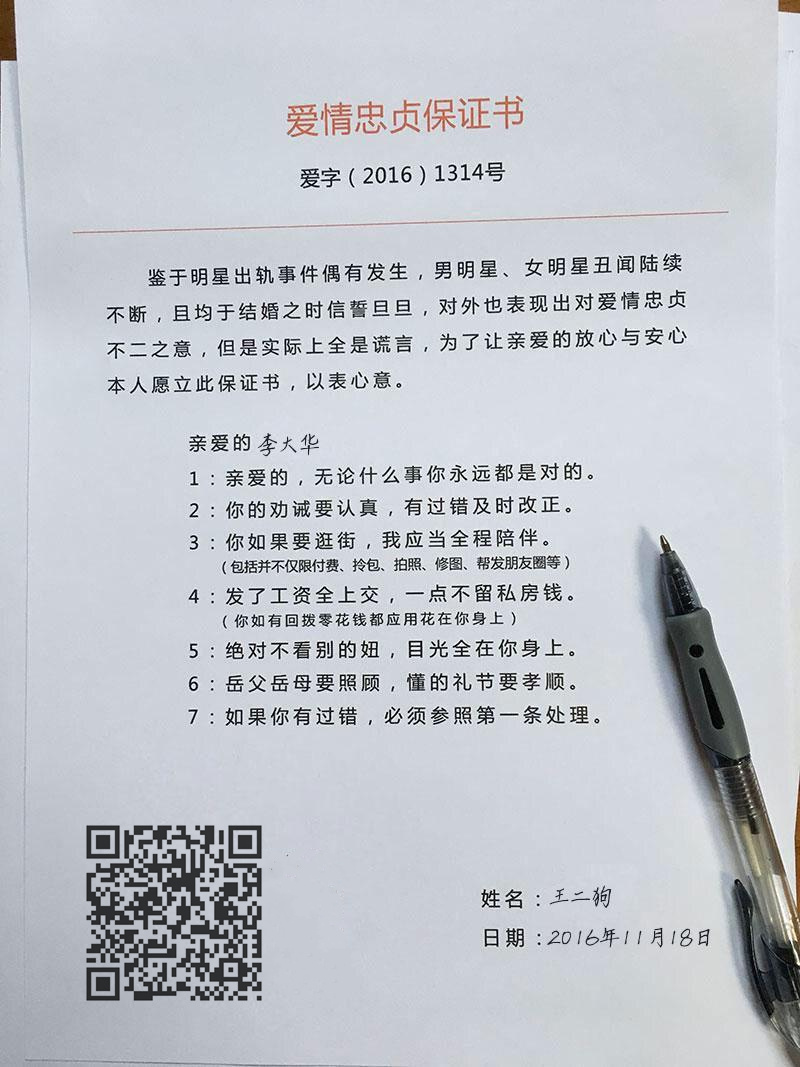 爱情忠贞保证书
爱字（2016）1314号
鉴于明星出轨事件偶有发生，男明星、女明星丑闻陆续
不断，且均于结婚之时信誓旦旦，对外也表现出对爱情忠贞
不二之意，但是实际上全是谎言，为了让亲爱的放心与安心
本人愿立此保证书，以表心意。
亲爱的 李大华
1：亲爱的，无论什么事你永远都是对的。
2：你的劝诫要认真，有过错及时改正。
3：你如果要逛街，我应当全程陪伴。
（包括并不仅限付费、拎包、拍照、修图、帮发朋友圈等）
4：发了工资全上交，一点不留私房钱。
（你如有回拨零花钱都应用花在你身上）
5：绝对不看别的妞，目光全在你身上。
6：岳父岳母要照顾，懂的礼节要孝顺。
7：如果你有过错，必须参照第一条处理。
姓名：王二狗
日期：2016年11月18日